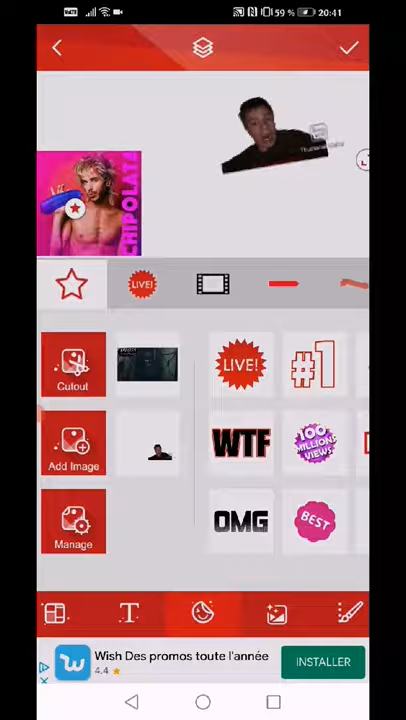 59 % 20:41
CHIPOLATA
LIVE!
Cutout
LIVE!
#1
Add Image
WTF
100
MILLIONS
VIEWS
Manage
OMG
BEST
T
Wish Des promos toute l'année
4.4
INSTALLER